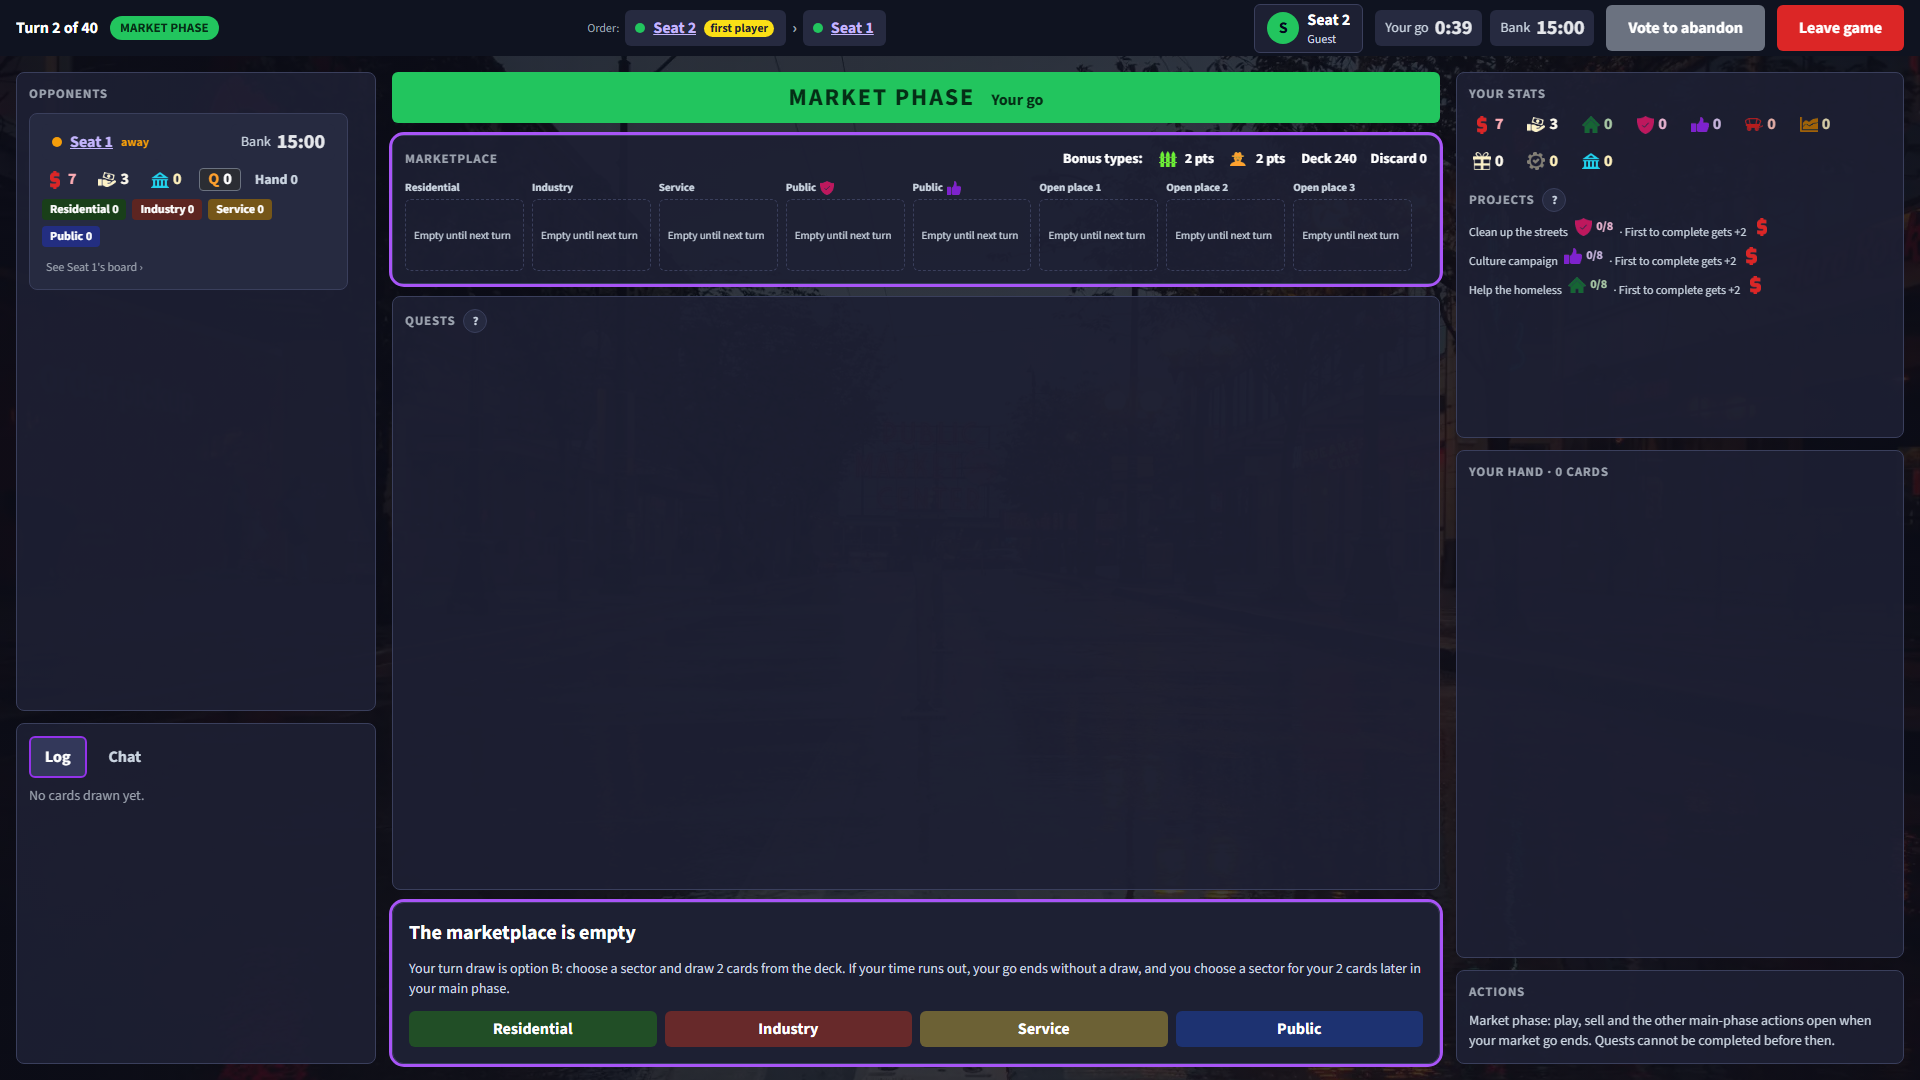 Turn 2 of 40 MARKET PHASE
Order: Seat 2 first player › Seat 1
S Seat 2 Guest
Your go 0:39
Bank 15:00
Vote to abandon
Leave game
OPPONENTS
Seat 1 away Bank 15:00
7 3 0 Q 0 Hand 0
Residential 0 Industry 0 Service 0
Public 0
See Seat 1's board ›
Log Chat
No cards drawn yet.
MARKET PHASE Your go
MARKETPLACE Bonus types: 2 pts 2 pts Deck 240 Discard 0
Residential Industry Service Public Public Open place 1 Open place 2 Open place 3
Empty until next turn Empty until next turn Empty until next turn Empty until next turn Empty until next turn Empty until next turn Empty until next turn Empty until next turn
QUESTS ?
The marketplace is empty
Your turn draw is option B: choose a sector and draw 2 cards from the deck. If your time runs out, your go ends without a draw, and you choose a sector for your 2 cards later in
your main phase.
Residential Industry Service Public
YOUR STATS
7 3 0 0 0 0 0
0 0 0
PROJECTS ?
Clean up the streets 0/8 · First to complete gets +2
Culture campaign 0/8 · First to complete gets +2
Help the homeless 0/8 · First to complete gets +2
YOUR HAND · 0 CARDS
ACTIONS
Market phase: play, sell and the other main-phase actions open when
your market go ends. Quests cannot be completed before then.